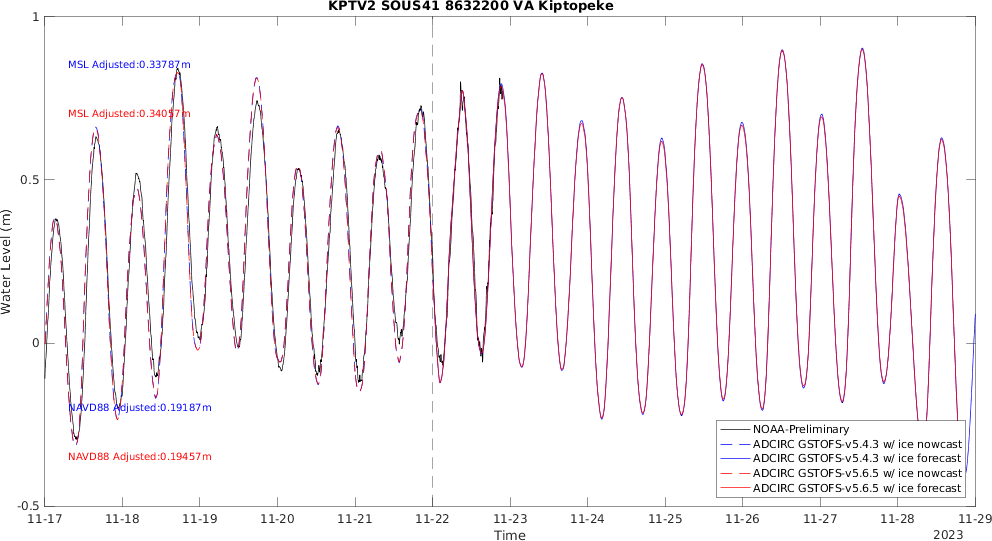 KPTV2 SOUS41 8632200 VA Kiptopeke
1
0.5
0
-0.5
Water Level (m)
MSL Adjusted:0.33787m
MSL Adjusted:0.34057m
NAVD88 Adjusted:0.19187m
NAVD88 Adjusted:0.19457m
NOAA-Preliminary
ADCIRC GSTOFS-v5.4.3 w/ ice nowcast
ADCIRC GSTOFS-v5.4.3 w/ ice forecast
ADCIRC GSTOFS-v5.6.5 w/ ice nowcast
ADCIRC GSTOFS-v5.6.5 w/ ice forecast
11-17 11-18 11-19 11-20 11-21 11-22 11-23 11-24 11-25 11-26 11-27 11-28 11-29
Time
2023